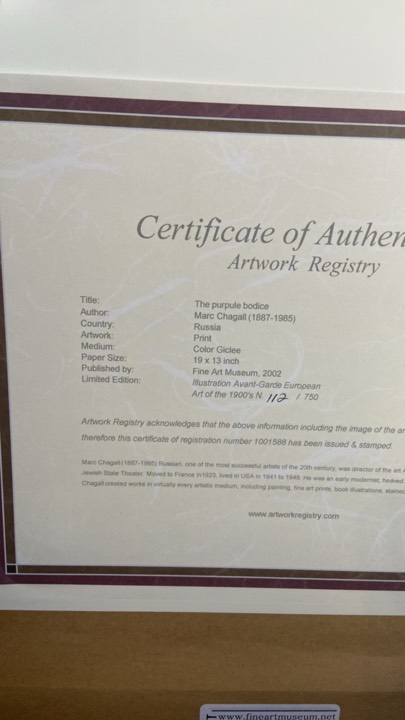 Certificate of Authen
Artwork Registry
Title: The purpule bodice
Author: Marc Chagall (1887-1985)
Country: Russia
Artwork: Print
Medium: Color Giclee
Paper Size: 19 x 13 inch
Published by: Fine Art Museum, 2002
Limited Edition: Illustration Avant-Garde European
Art of the 1900's N. 112 / 750
Artwork Registry acknowledges that the above information including the image of the ar
therefore this certificate of registration number 1001588 has been issued & stamped
Marc Chagall (1887-1985) Russian, one of the most successful artists of the 20th century, was director of the art
Jewish State Theater. Moved to France in1923, lived in USA in 1941 to 1948. He was an early modernist,
Chagall created works in virtually every artistic medium, including painting, fine art prints, book illustrations, stained
www.artworkregistry.com
www.fineartmuseum.net